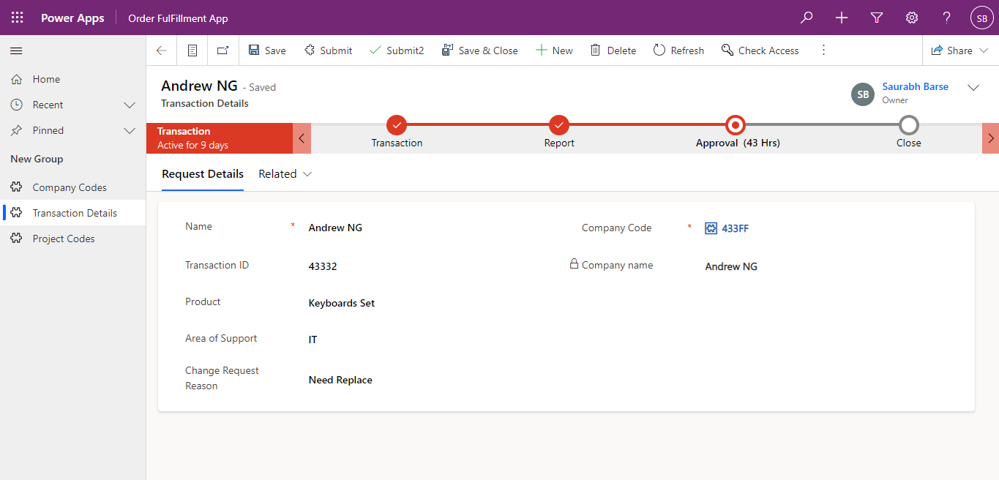 Power Apps
Order FulFillment App
?
SB
Save
Submit
Submit2
Save & Close
New
Delete
Refresh
Check Access
Share
Home
Recent
Pinned
New Group
Company Codes
Transaction Details
Project Codes
Andrew NG - Saved
Transaction Details
SB
Saurabh Barse
Owner
Transaction
Active for 9 days
Transaction
Report
Approval (43 Hrs)
Close
Request Details
Related
Name * Andrew NG
Company Code * 433FF
Transaction ID 43332
Company name Andrew NG
Product Keyboards Set
Area of Support IT
Change Request
Reason
Need Replace